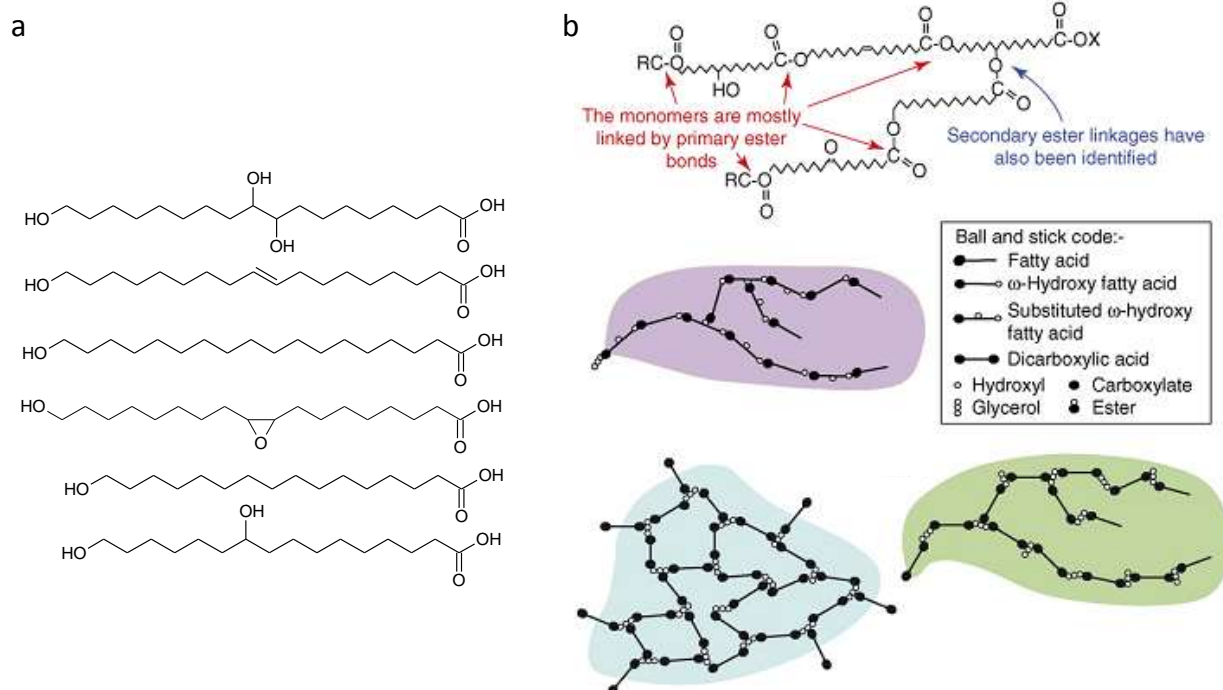 a
OH
HO
OH
OH
O
HO
OH
O
HO
OH
O
HO
O
OH
O
HO
OH
O
OH
HO
OH
O
b
O
RC-O
HO
O
C-O
O
C-O
O
C-OX
O
C
O
O
C
O
O
RC-O
O
The monomers are mostly
linked by primary ester
bonds
Secondary ester linkages have
also been identified
Ball and stick code:-
Fatty acid
ω-Hydroxy fatty acid
Substituted ω-hydroxy
fatty acid
Dicarboxylic acid
Hydroxyl Carboxylate
Glycerol Ester